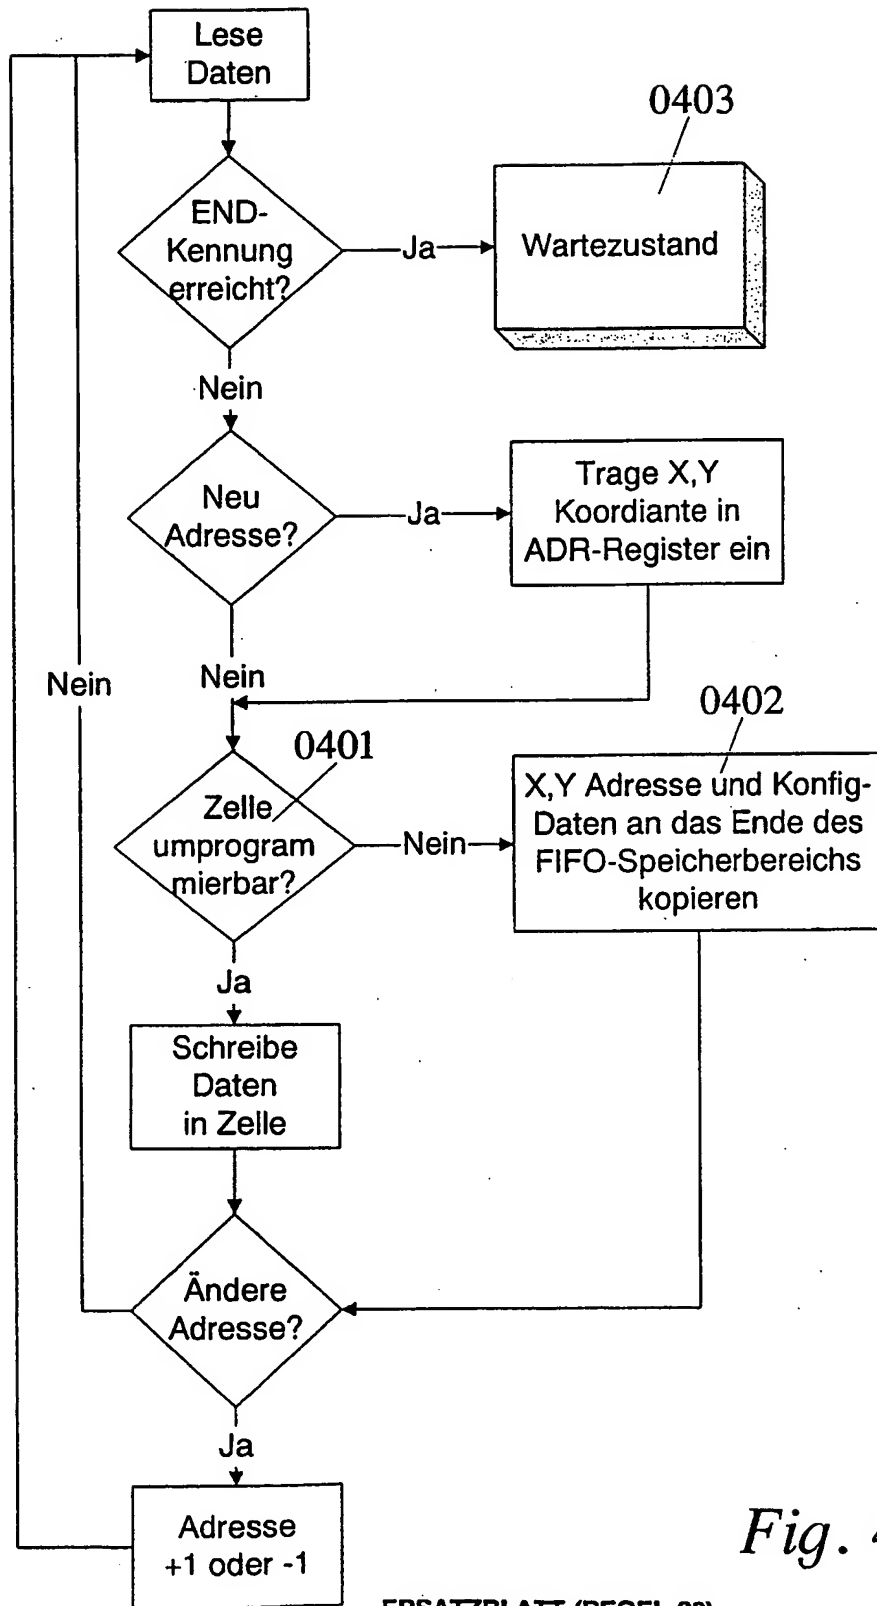 Lese
Daten
0403
END-
Kennung
erreicht?
Ja
Wartezustand
Nein
Neu
Adresse?
Ja
Trage X,Y
Koordiante in
ADR-Register ein
Nein
Nein
0402
0401
Zelle
umprogram
mierbar?
Nein
X,Y Adresse und Konfig-
Daten an das Ende des
FIFO-Speicherbereichs
kopieren
Ja
Schreibe
Daten
in Zelle
Ändere
Adresse?
Ja
Adresse
+1 oder -1
Fig. 4